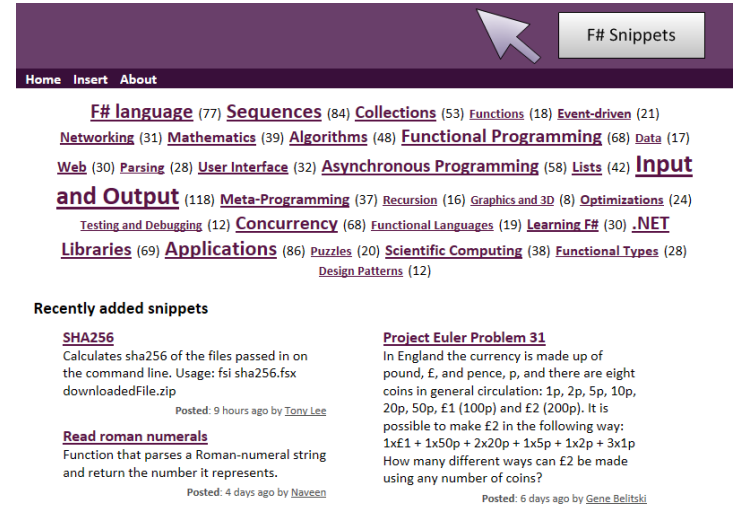 F# Snippets
Home Insert About
F# language (77) Sequences (84) Collections (53) Functions (18) Event-driven (21)
Networking (31) Mathematics (39) Algorithms (48) Functional Programming (68) Data (17)
Web (30) Parsing (28) User Interface (32) Asynchronous Programming (58) Lists (42) Input
and Output (118) Meta-Programming (37) Recursion (16) Graphics and 3D (8) Optimizations (24)
Testing and Debugging (12) Concurrency (68) Functional Languages (19) Learning F# (30) .NET
Libraries (69) Applications (86) Puzzles (20) Scientific Computing (38) Functional Types (28)
Design Patterns (12)
Recently added snippets
SHA256
Calculates sha256 of the files passed in on
the command line. Usage: fsi sha256.fsx
downloadedFile.zip
Posted: 9 hours ago by Tony Lee
Read roman numerals
Function that parses a Roman-numeral string
and return the number it represents.
Posted: 4 days ago by Naveen
Project Euler Problem 31
In England the currency is made up of
pound, £, and pence, p, and there are eight
coins in general circulation: 1p, 2p, 5p, 10p,
20p, 50p, £1 (100p) and £2 (200p). It is
possible to make £2 in the following way:
1x£1 + 1x50p + 2x20p + 1x5p + 1x2p + 3x1p
How many different ways can £2 be made
using any number of coins?
Posted: 6 days ago by Gene Belitski